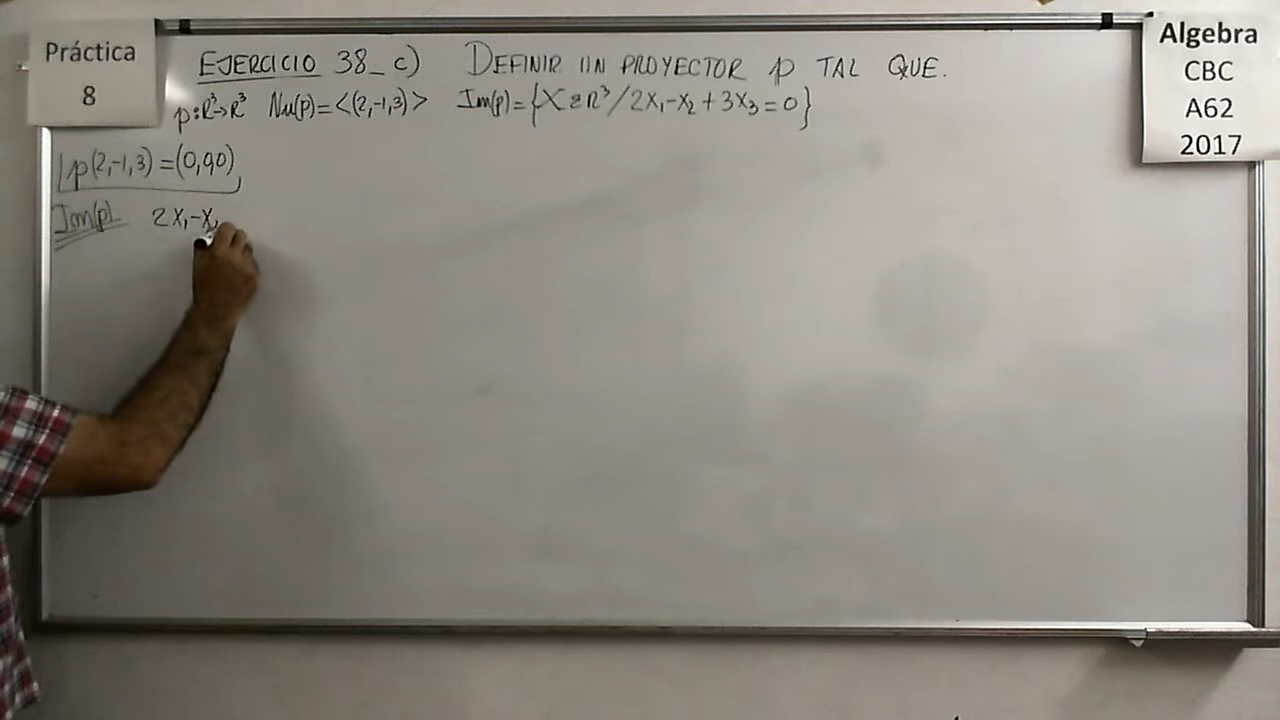 Práctica
8
EJERCICIO 38_c) DEFINIR UN PROYECTOR p TAL QUE.
p:R³→R³ Nu(p)=<(2,-1,3)> Im(p)={X∈R³/2X₁-X₂+3X₃=0}
p(2,-1,3)=(0,0,0)
Im(p) 2X₁-X₂
Algebra
CBC
A62
2017